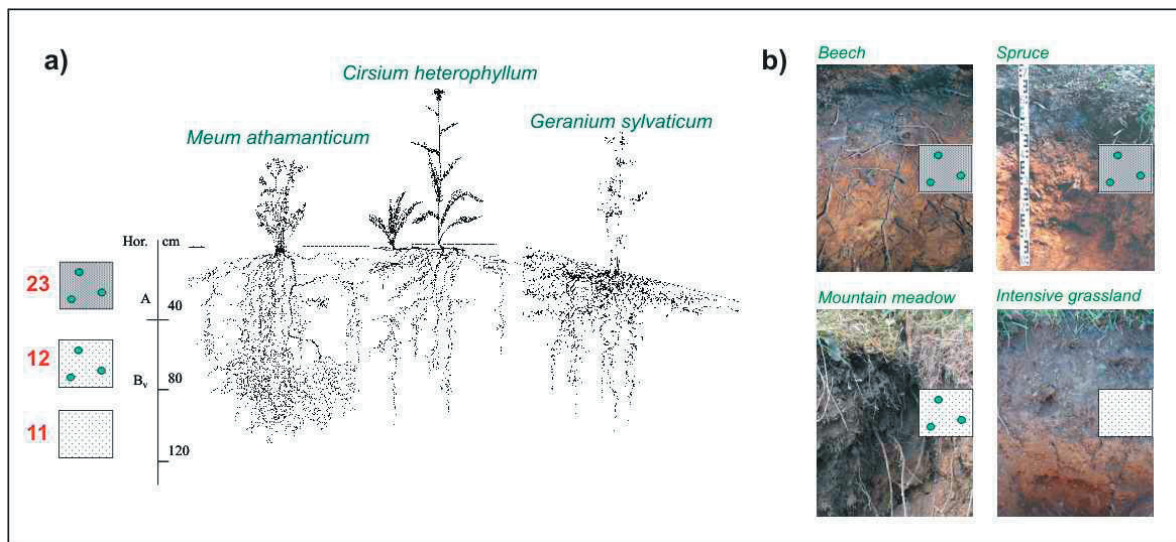 a)
Cirsium heterophyllum
Meum athamanticum
Geranium sylvaticum
Hor. cm
23
A
40
12
Bv
80
11
120
b)
Beech
Spruce
Mountain meadow
Intensive grassland